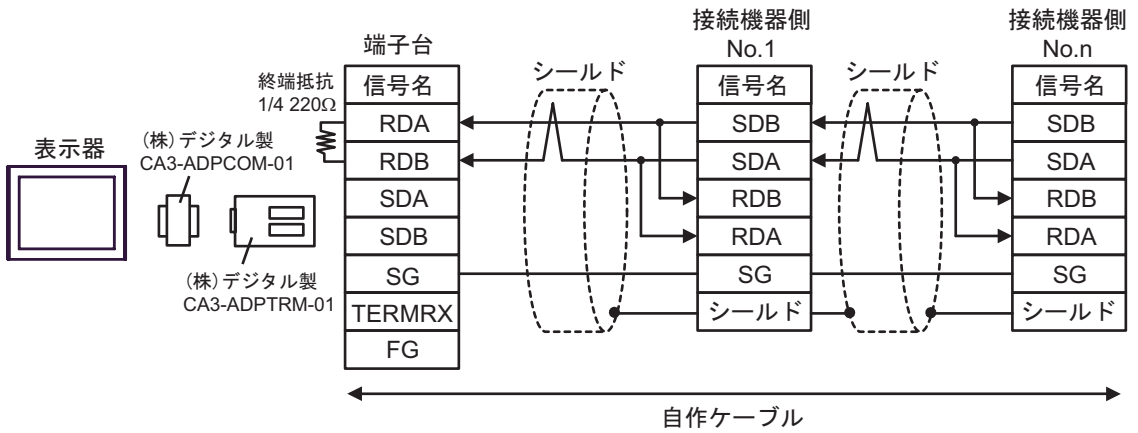 表示器
(株)デジタル製
CA3-ADPCOM-01
(株)デジタル製
CA3-ADPTRM-01
終端抵抗
1/4 220Ω
端子台
信号名
RDA
RDB
SDA
SDB
SG
TERMRX
FG
シールド
接続機器側
No.1
信号名
SDB
SDA
RDB
RDA
SG
シールド
シールド
接続機器側
No.n
信号名
SDB
SDA
RDB
RDA
SG
シールド
自作ケーブル